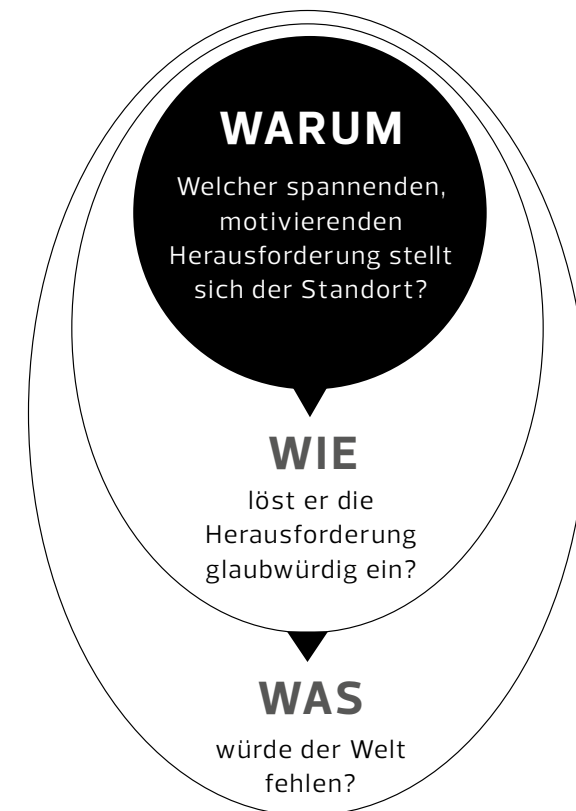 WARUM
Welcher spannenden,
motivierenden
Herausforderung stellt
sich der Standort?
WIE
löst er die
Herausforderung
glaubwürdig ein?
WAS
würde der Welt
fehlen?